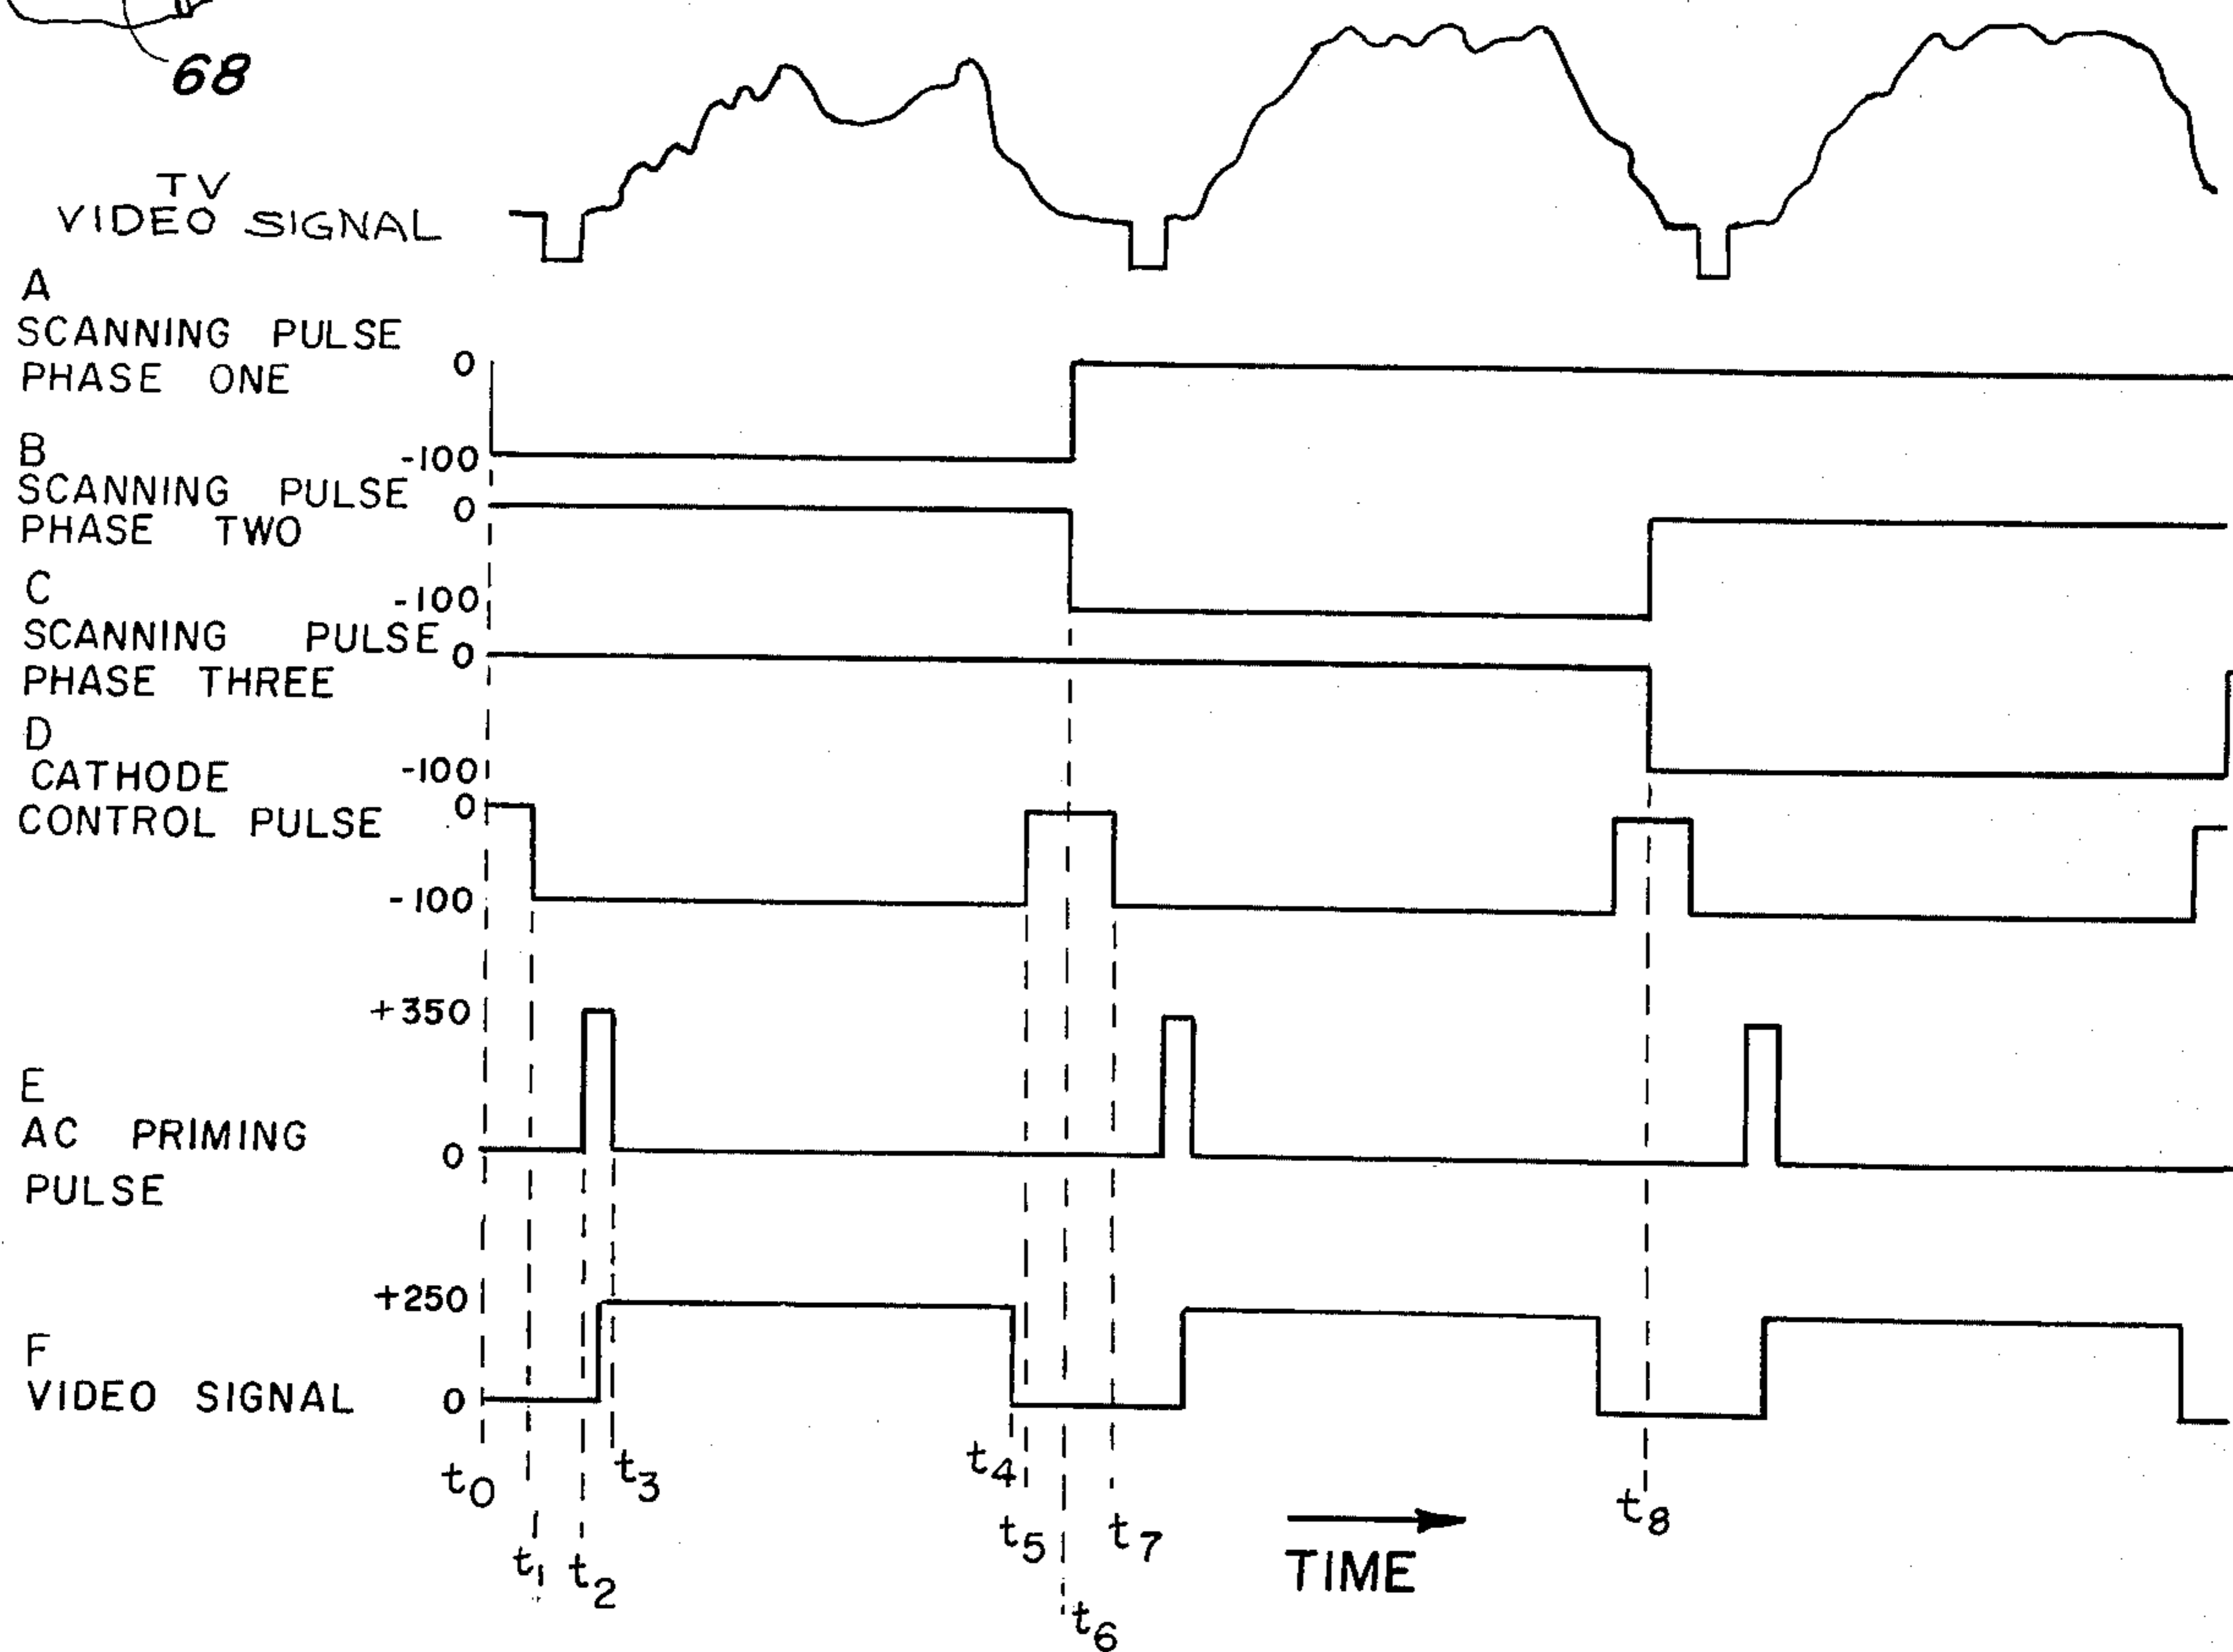 68
TV
VIDEO SIGNAL
A
SCANNING PULSE
PHASE ONE
0
-100
B
SCANNING PULSE
PHASE TWO
0
-100
C
SCANNING PULSE
PHASE THREE
0
-100
D
CATHODE
CONTROL PULSE
0
-100
E
AC PRIMING
PULSE
+350
0
F
VIDEO SIGNAL
+250
0
t0
t1
t2
t3
t4
t5
t6
t7
t8
TIME